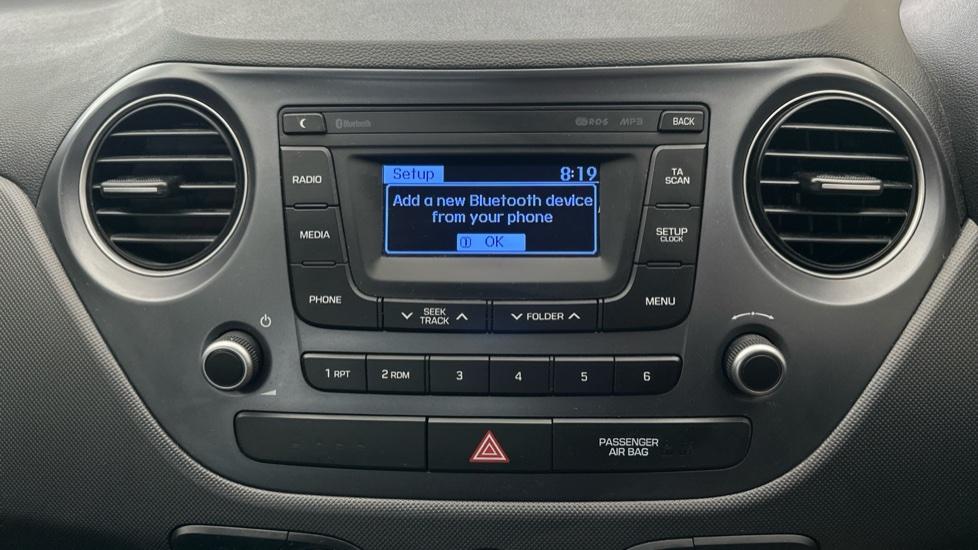 Bluetooth
RDS MP3
BACK
RADIO
Setup 8:19
TA
SCAN
Add a new Bluetooth device
from your phone
1 OK
MEDIA
SETUP
CLOCK
PHONE
SEEK
TRACK
FOLDER
MENU
1 RPT
2 RDM
3
4
5
6
PASSENGER
AIR BAG